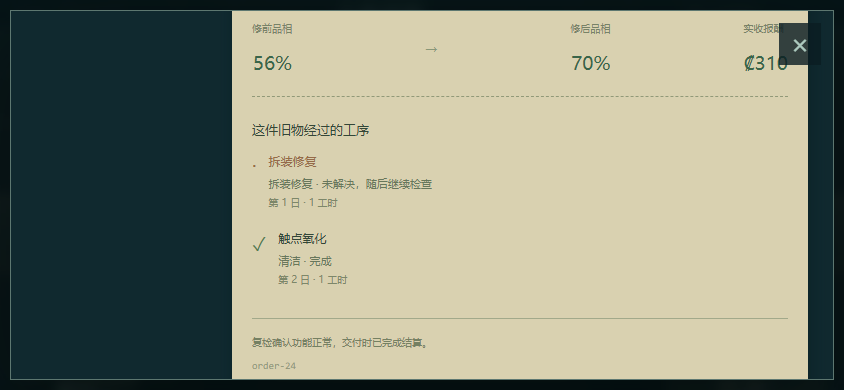 修前品相
修后品相
实收报酬
56%
→
70%
₡310
这件旧物经过的工序
拆装修复
拆装修复 · 未解决，随后继续检查
第 1 日 · 1 工时
触点氧化
清洁 · 完成
第 2 日 · 1 工时
复检确认功能正常，交付时已完成结算。
order-24